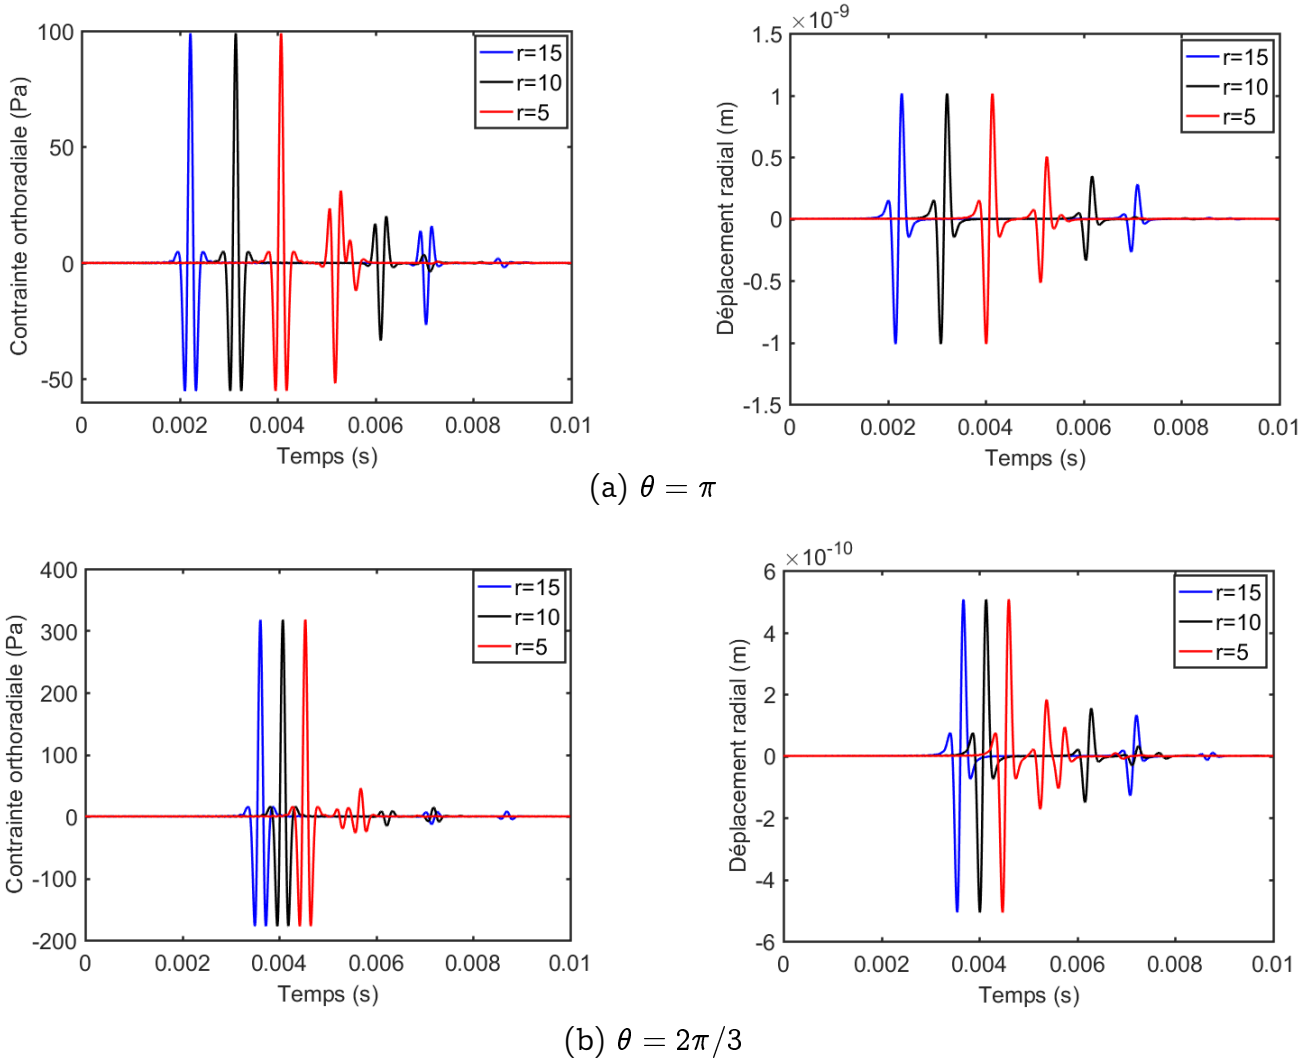 100
50
0
-50
Contrainte orthoradiale (Pa)
r=15
r=10
r=5
0 0.002 0.004 0.006 0.008 0.01
Temps (s)
×10-9
1.5
1
0.5
0
-0.5
-1
-1.5
Déplacement radial (m)
r=15
r=10
r=5
0 0.002 0.004 0.006 0.008 0.01
Temps (s)
(a) θ = π
400
300
200
100
0
-100
-200
Contrainte orthoradiale (Pa)
r=15
r=10
r=5
0 0.002 0.004 0.006 0.008 0.01
Temps (s)
×10-10
6
4
2
0
-2
-4
-6
Déplacement radial (m)
r=15
r=10
r=5
0 0.002 0.004 0.006 0.008 0.01
Temps (s)
(b) θ = 2π/3